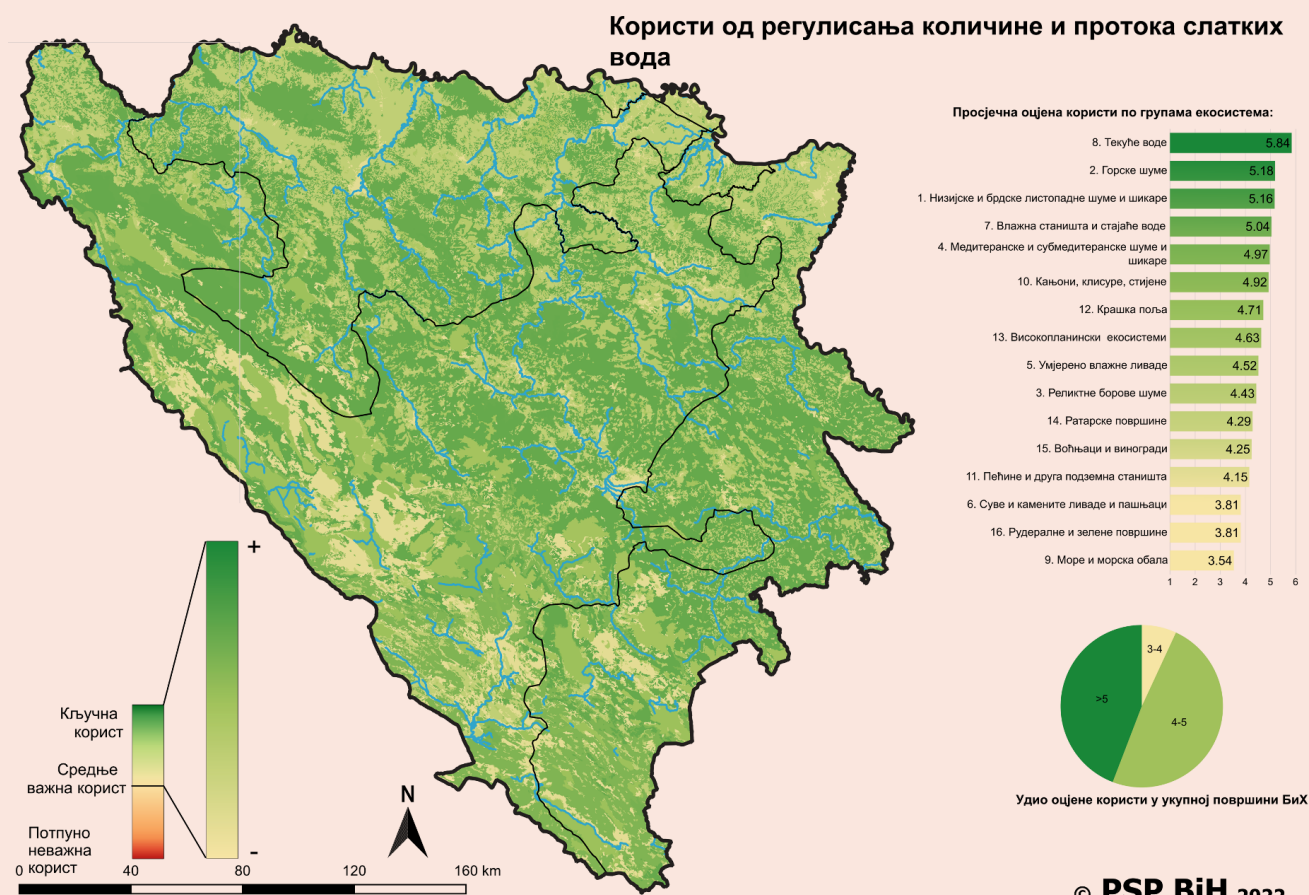 Користи од регулисања количине и протока слатких
вода
Просјечна оцјена користи по групама екосистема:
8. Текуће воде 5.84
2. Горске шуме 5.18
1. Низијске и брдске листопадне шуме и шикаре 5.16
7. Влажна станишта и стајаће воде 5.04
4. Медитеранске и субмедитеранске шуме и
шикаре 4.97
10. Кањони, клисуре, стијене 4.92
12. Крашка поља 4.71
13. Високопланински екосистеми 4.63
5. Умјерено влажне ливаде 4.52
3. Реликтне борове шуме 4.43
14. Ратарске површине 4.29
15. Воћњаци и виногради 4.25
11. Пећине и друга подземна станишта 4.15
6. Суве и камените ливаде и пашњаци 3.81
16. Рудералне и зелене површине 3.81
9. Море и морска обала 3.54
1 2 3 4 5 6
3-4
>5
4-5
Удио оцјене користи у укупној површини БиХ
+
-
Кључна
корист
Средње
важна корист
Потпуно
неважна
корист
N
0 40 80 120 160 km
© PSP BiH 2022